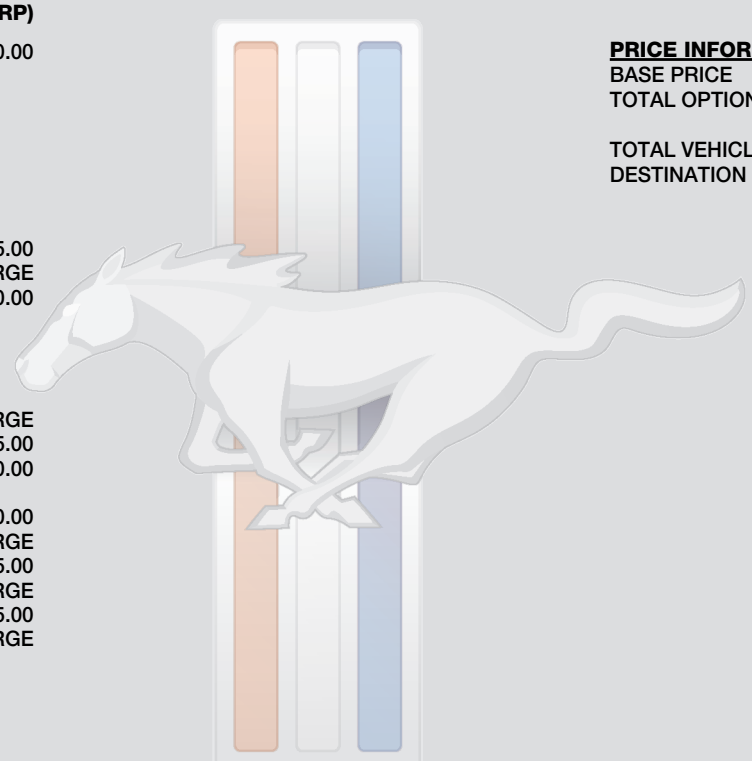 RP)
0.00
5.00
RGE
0.00
RGE
5.00
0.00
0.00
RGE
5.00
RGE
5.00
RGE
PRICE INFOR
BASE PRICE
TOTAL OPTION
TOTAL VEHICL
DESTINATION